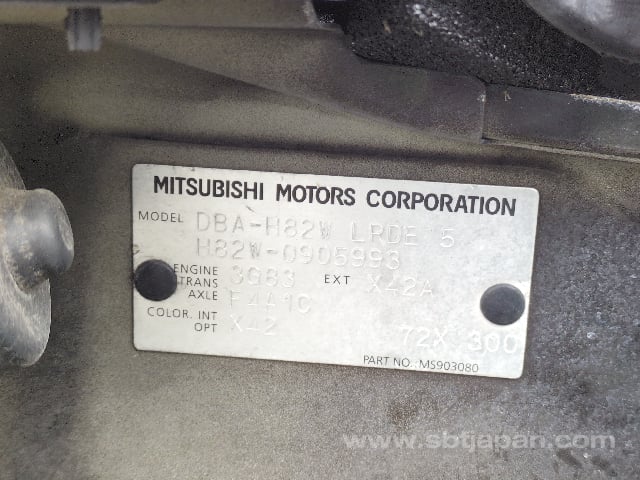 MITSUBISHI MOTORS CORPORATION
MODEL DBA-H82W LRDE 5
H82W-0905993
ENGINE 3G83 EXT X42A
TRANS AXLE F4A1C
COLOR. INT X42
OPT 72X 300
PART NO.: MS903080
www.sbtjapan.com